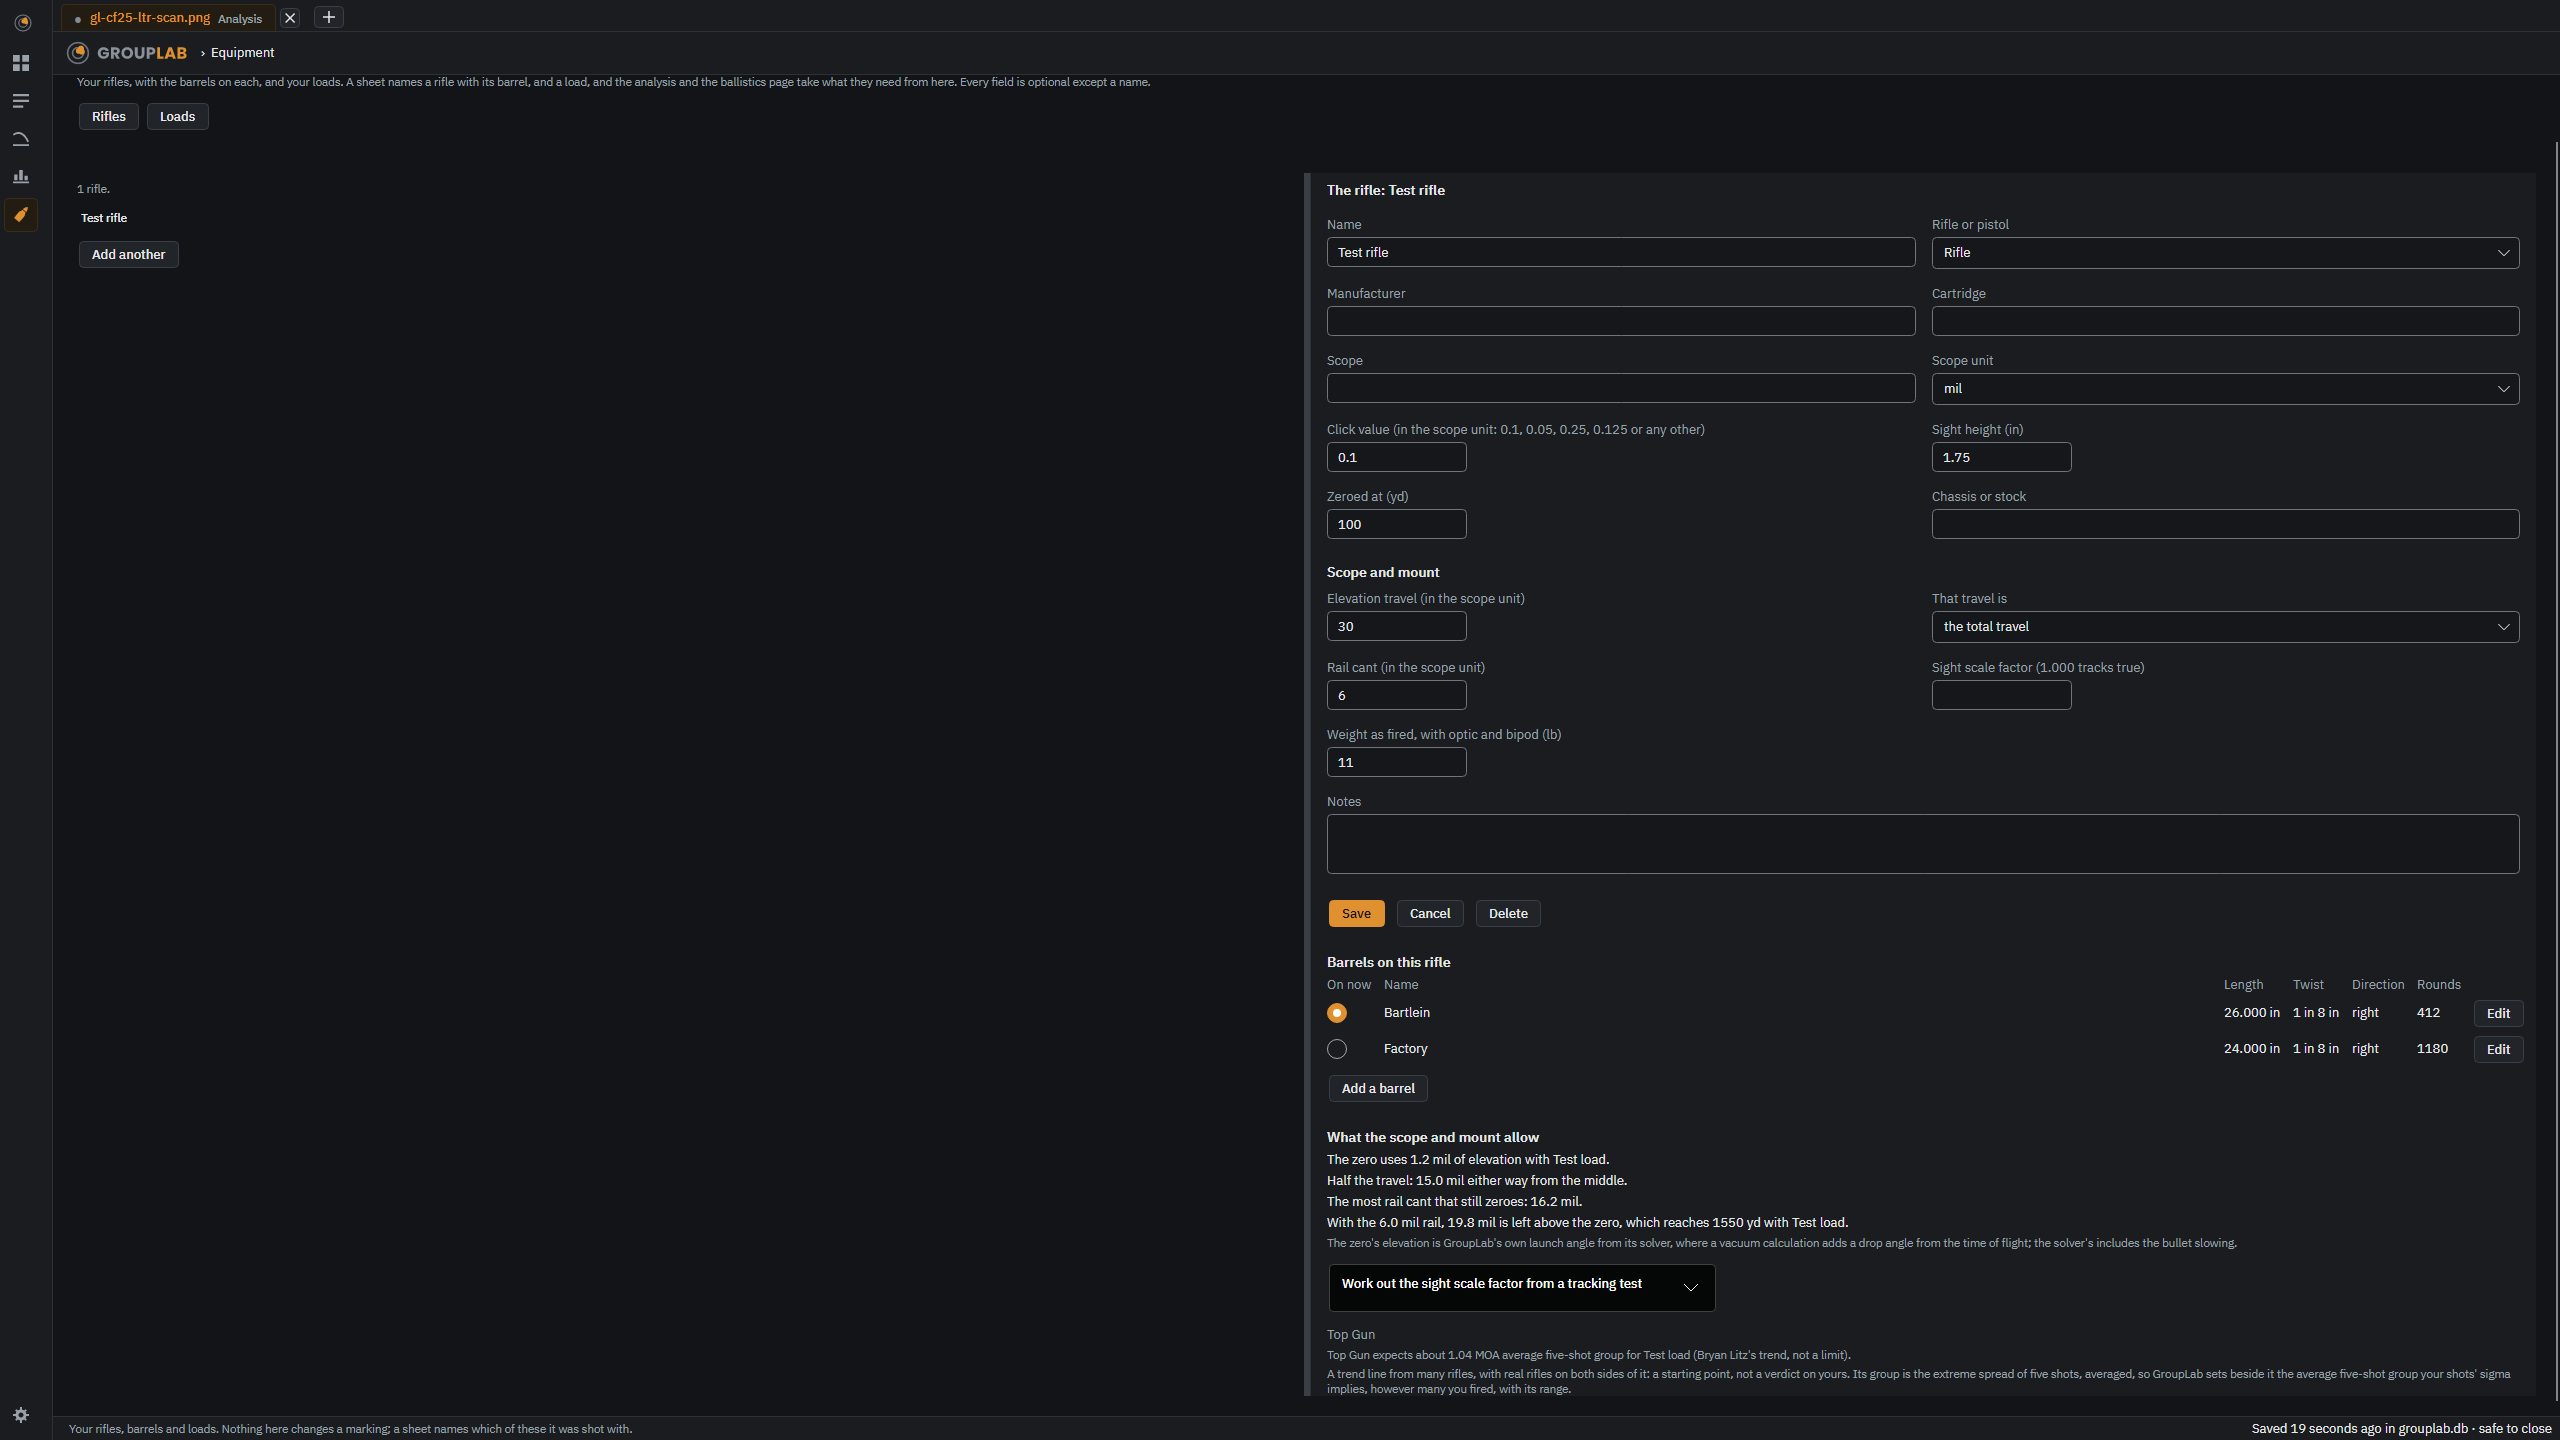 gl-cf25-ltr-scan.png Analysis
GROUPLAB › Equipment
Your rifles, with the barrels on each, and your loads. A sheet names a rifle with its barrel, and a load, and the analysis and the ballistics page take what they need from here. Every field is optional except a name.
Rifles Loads
1 rifle.
Test rifle
Add another
The rifle: Test rifle
Name Rifle or pistol
Test rifle Rifle
Manufacturer Cartridge
Scope Scope unit
mil
Click value (in the scope unit: 0.1, 0.05, 0.25, 0.125 or any other) Sight height (in)
0.1 1.75
Zeroed at (yd) Chassis or stock
100
Scope and mount
Elevation travel (in the scope unit) That travel is
30 the total travel
Rail cant (in the scope unit) Sight scale factor (1.000 tracks true)
6
Weight as fired, with optic and bipod (lb)
11
Notes
Save Cancel Delete
Barrels on this rifle
On now Name Length Twist Direction Rounds
Bartlein 26.000 in 1 in 8 in right 412 Edit
Factory 24.000 in 1 in 8 in right 1180 Edit
Add a barrel
What the scope and mount allow
The zero uses 1.2 mil of elevation with Test load.
Half the travel: 15.0 mil either way from the middle.
The most rail cant that still zeroes: 16.2 mil.
With the 6.0 mil rail, 19.8 mil is left above the zero, which reaches 1550 yd with Test load.
The zero's elevation is GroupLab's own launch angle from its solver, where a vacuum calculation adds a drop angle from the time of flight; the solver's includes the bullet slowing.
Work out the sight scale factor from a tracking test
Top Gun
Top Gun expects about 1.04 MOA average five-shot group for Test load (Bryan Litz's trend, not a limit).
A trend line from many rifles, with real rifles on both sides of it: a starting point, not a verdict on yours. Its group is the extreme spread of five shots, averaged, so GroupLab sets beside it the average five-shot group your shots' sigma
implies, however many you fired, with its range.
Your rifles, barrels and loads. Nothing here changes a marking; a sheet names which of these it was shot with.
Saved 19 seconds ago in grouplab.db · safe to close